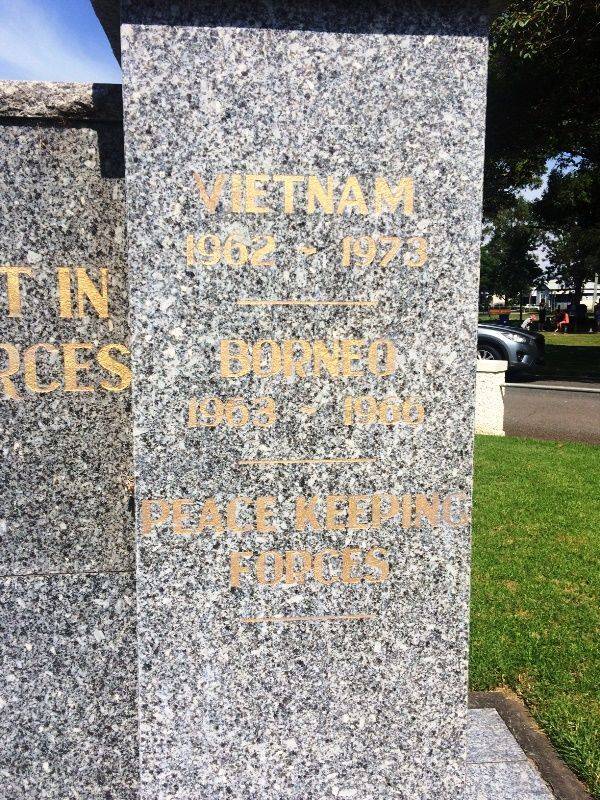 T IN
RCES
VIETNAM
1962 - 1973
BORNEO
1963 - 1966
PEACE KEEPING
FORCES